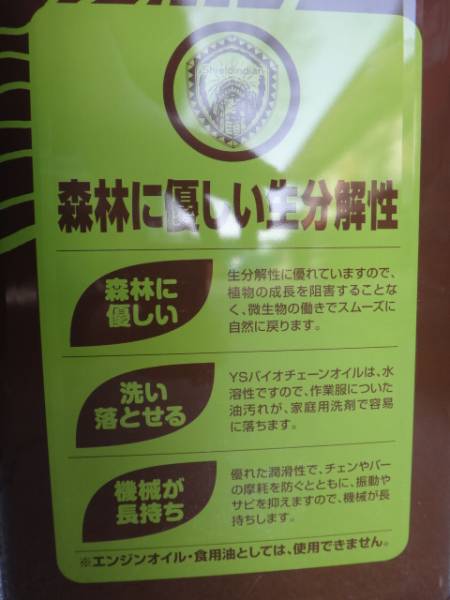 Shieldindian
森林に優しい生分解性
森林に
優しい
生分解性に優れていますので、
植物の成長を阻害することな
く、微生物の働きでスムーズに
自然に戻ります。
洗い
落とせる
YSバイオチェーンオイルは、水
溶性ですので、作業服についた
油汚れが、家庭用洗剤で容易
に落ちます。
機械が
長持ち
優れた潤滑性で、チェンやバー
の摩耗を防ぐとともに、振動や
サビを抑えますので、機械が長
持ちします。
※エンジンオイル・食用油としては、使用できません。